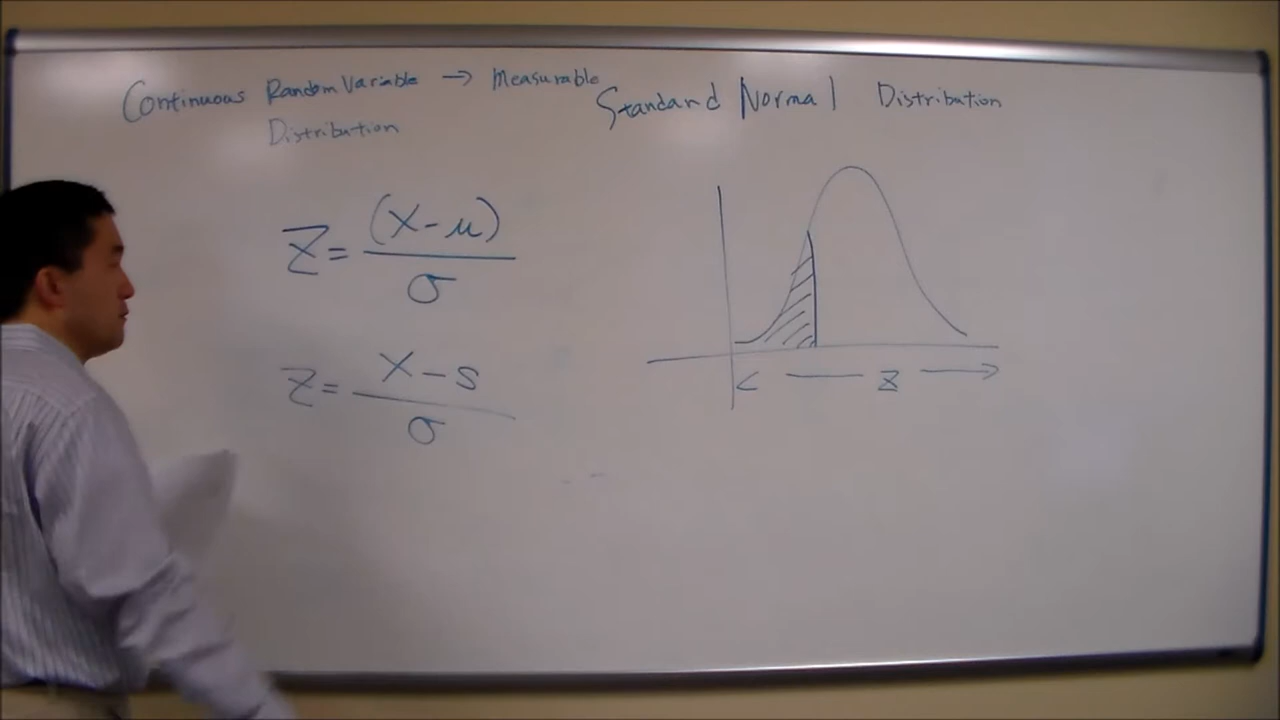 Continuous Random Variable → Measurable
Distribution
Standard Normal Distribution
Z = (X-μ)
σ
Z = X-s
σ
< — Z →